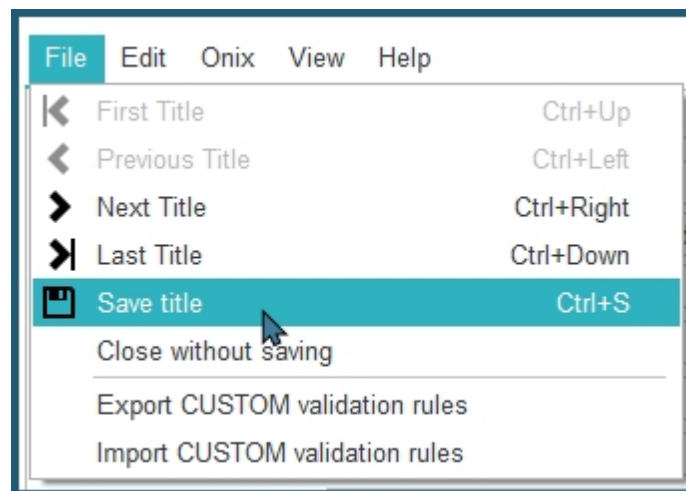 File Edit Onix View Help
First Title Ctrl+Up
Previous Title Ctrl+Left
Next Title Ctrl+Right
Last Title Ctrl+Down
Save title Ctrl+S
Close without saving
Export CUSTOM validation rules
Import CUSTOM validation rules